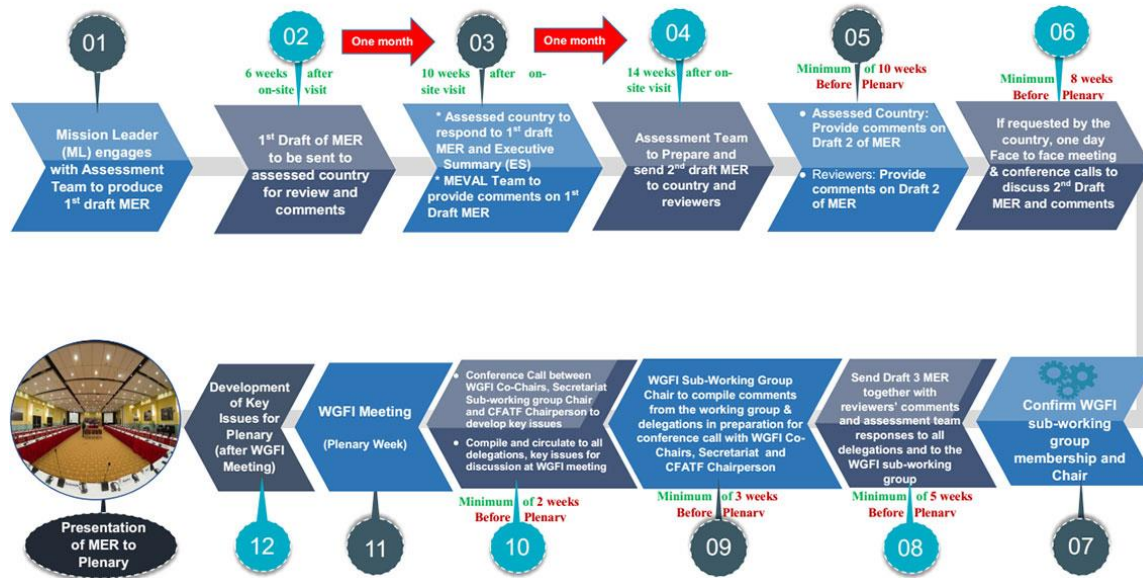 01
Mission Leader
(ML) engages
with Assessment
Team to produce
1st draft MER
02
6 weeks after
on-site visit
1st Draft of MER
to be sent to
assessed country
for review and
comments
One month
03
10 weeks after on-
site visit
* Assessed country
to respond to 1st draft
MER and Executive
Summary (ES)
* MEVAL Team to
provide comments on 1st
Draft MER
One month
04
14 weeks after on-
site visit
Assessment Team
to Prepare and
send 2nd draft MER
to country and
reviewers
05
Minimum of 10 weeks
Before Plenary
• Assessed Country:
Provide comments on
Draft 2 of MER
• Reviewers: Provide
comments on Draft 2
of MER
06
Minimum 8 weeks
Before Plenary
If requested by the
country, one day
Face to face meeting
& conference calls to
discuss 2nd Draft
MER and comments
Confirm WGFI
sub-working
group
membership and
Chair
07
Send Draft 3 MER
together with
reviewers' comments
and assessment team
responses to all
delegations and to the
WGFI sub-working
group
Minimum of 5 weeks
Before Plenary
08
WGFI Sub-Working Group
Chair to compile comments
from the working group &
delegations in preparation for
conference call with WGFI Co-
Chairs, Secretariat and
CFATF Chairperson
Minimum of 3 weeks
Before Plenary
09
• Conference Call between
WGFI Co-Chairs, Secretariat
Sub-working group Chair
and CFATF Chairperson to
develop key issues
• Compile and circulate to all
delegations, key issues for
discussion at WGFI meeting
Minimum of 2 weeks
Before Plenary
10
WGFI Meeting
(Plenary Week)
11
Development
of Key
Issues for
Plenary
(after WGFI
Meeting)
12
Presentation
of MER to
Plenary